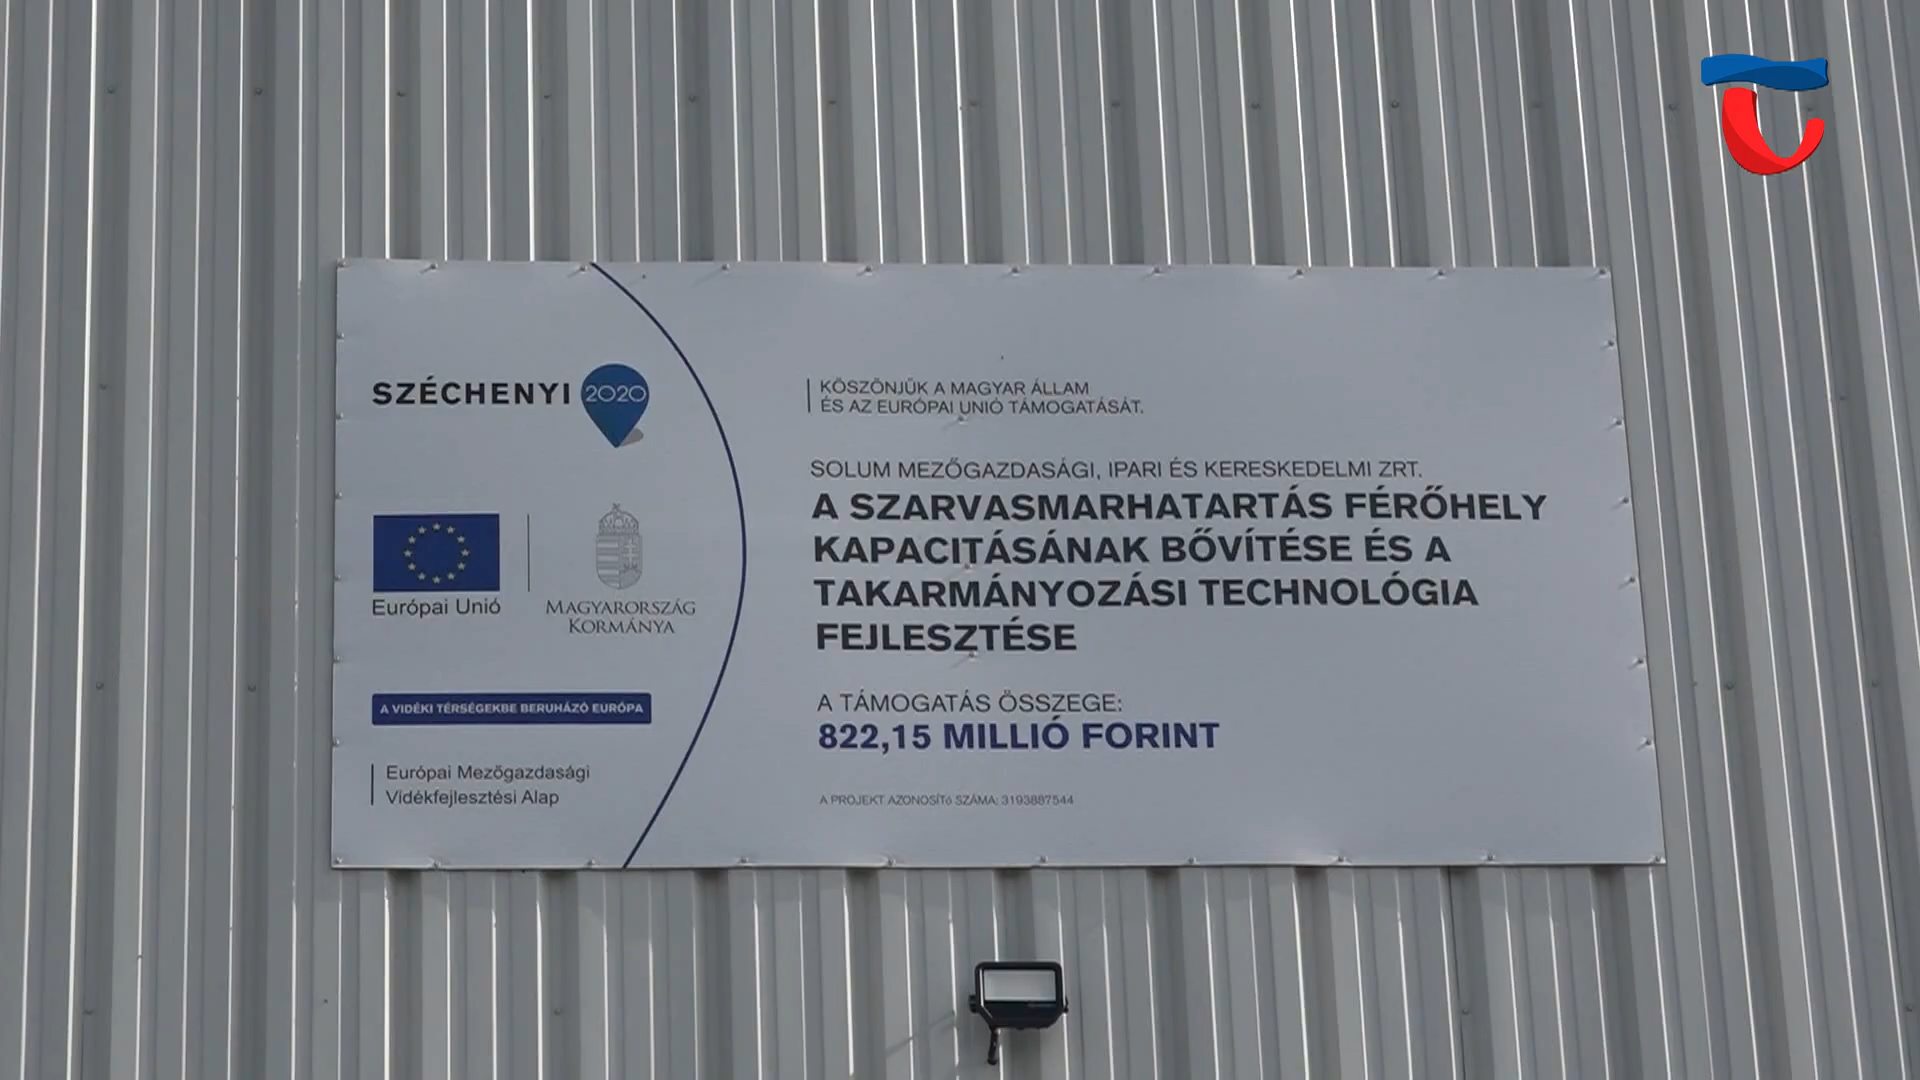 SZÉCHENYI 2020
Európai Unió
MAGYARORSZÁG
KORMÁNYA
A VIDÉKI TÉRSÉGEKBE BERUHÁZÓ EURÓPA
Európai Mezőgazdasági
Vidékfejlesztési Alap
KÖSZÖNJÜK A MAGYAR ÁLLAM
ÉS AZ EURÓPAI UNIÓ TÁMOGATÁSÁT.
SOLUM MEZŐGAZDASÁGI, IPARI ÉS KERESKEDELMI ZRT.
A SZARVASMARHATARTÁS FÉRŐHELY
KAPACITÁSÁNAK BŐVÍTÉSE ÉS A
TAKARMÁNYOZÁSI TECHNOLÓGIA
FEJLESZTÉSE
A TÁMOGATÁS ÖSSZEGE:
822,15 MILLIÓ FORINT
A PROJEKT AZONOSÍTó SZÁMA: 3193887544